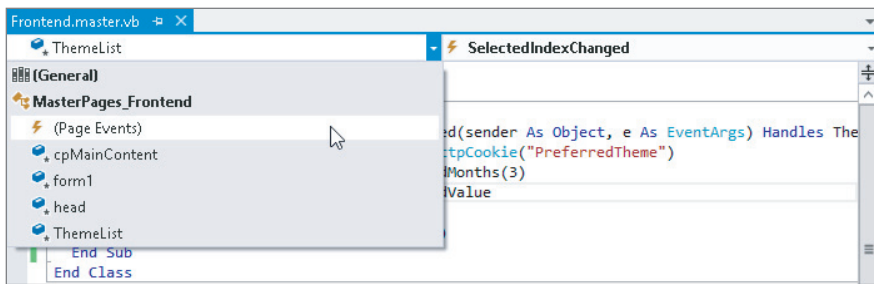 Frontend.master.vb
ThemeList SelectedIndexChanged
(General)
MasterPages_Frontend
(Page Events) ed(sender As Object, e As EventArgs) Handles The
cpMainContent tpCookie("PreferredTheme")
form1 dMonths(3)
head dValue
ThemeList )
End Sub
End Class